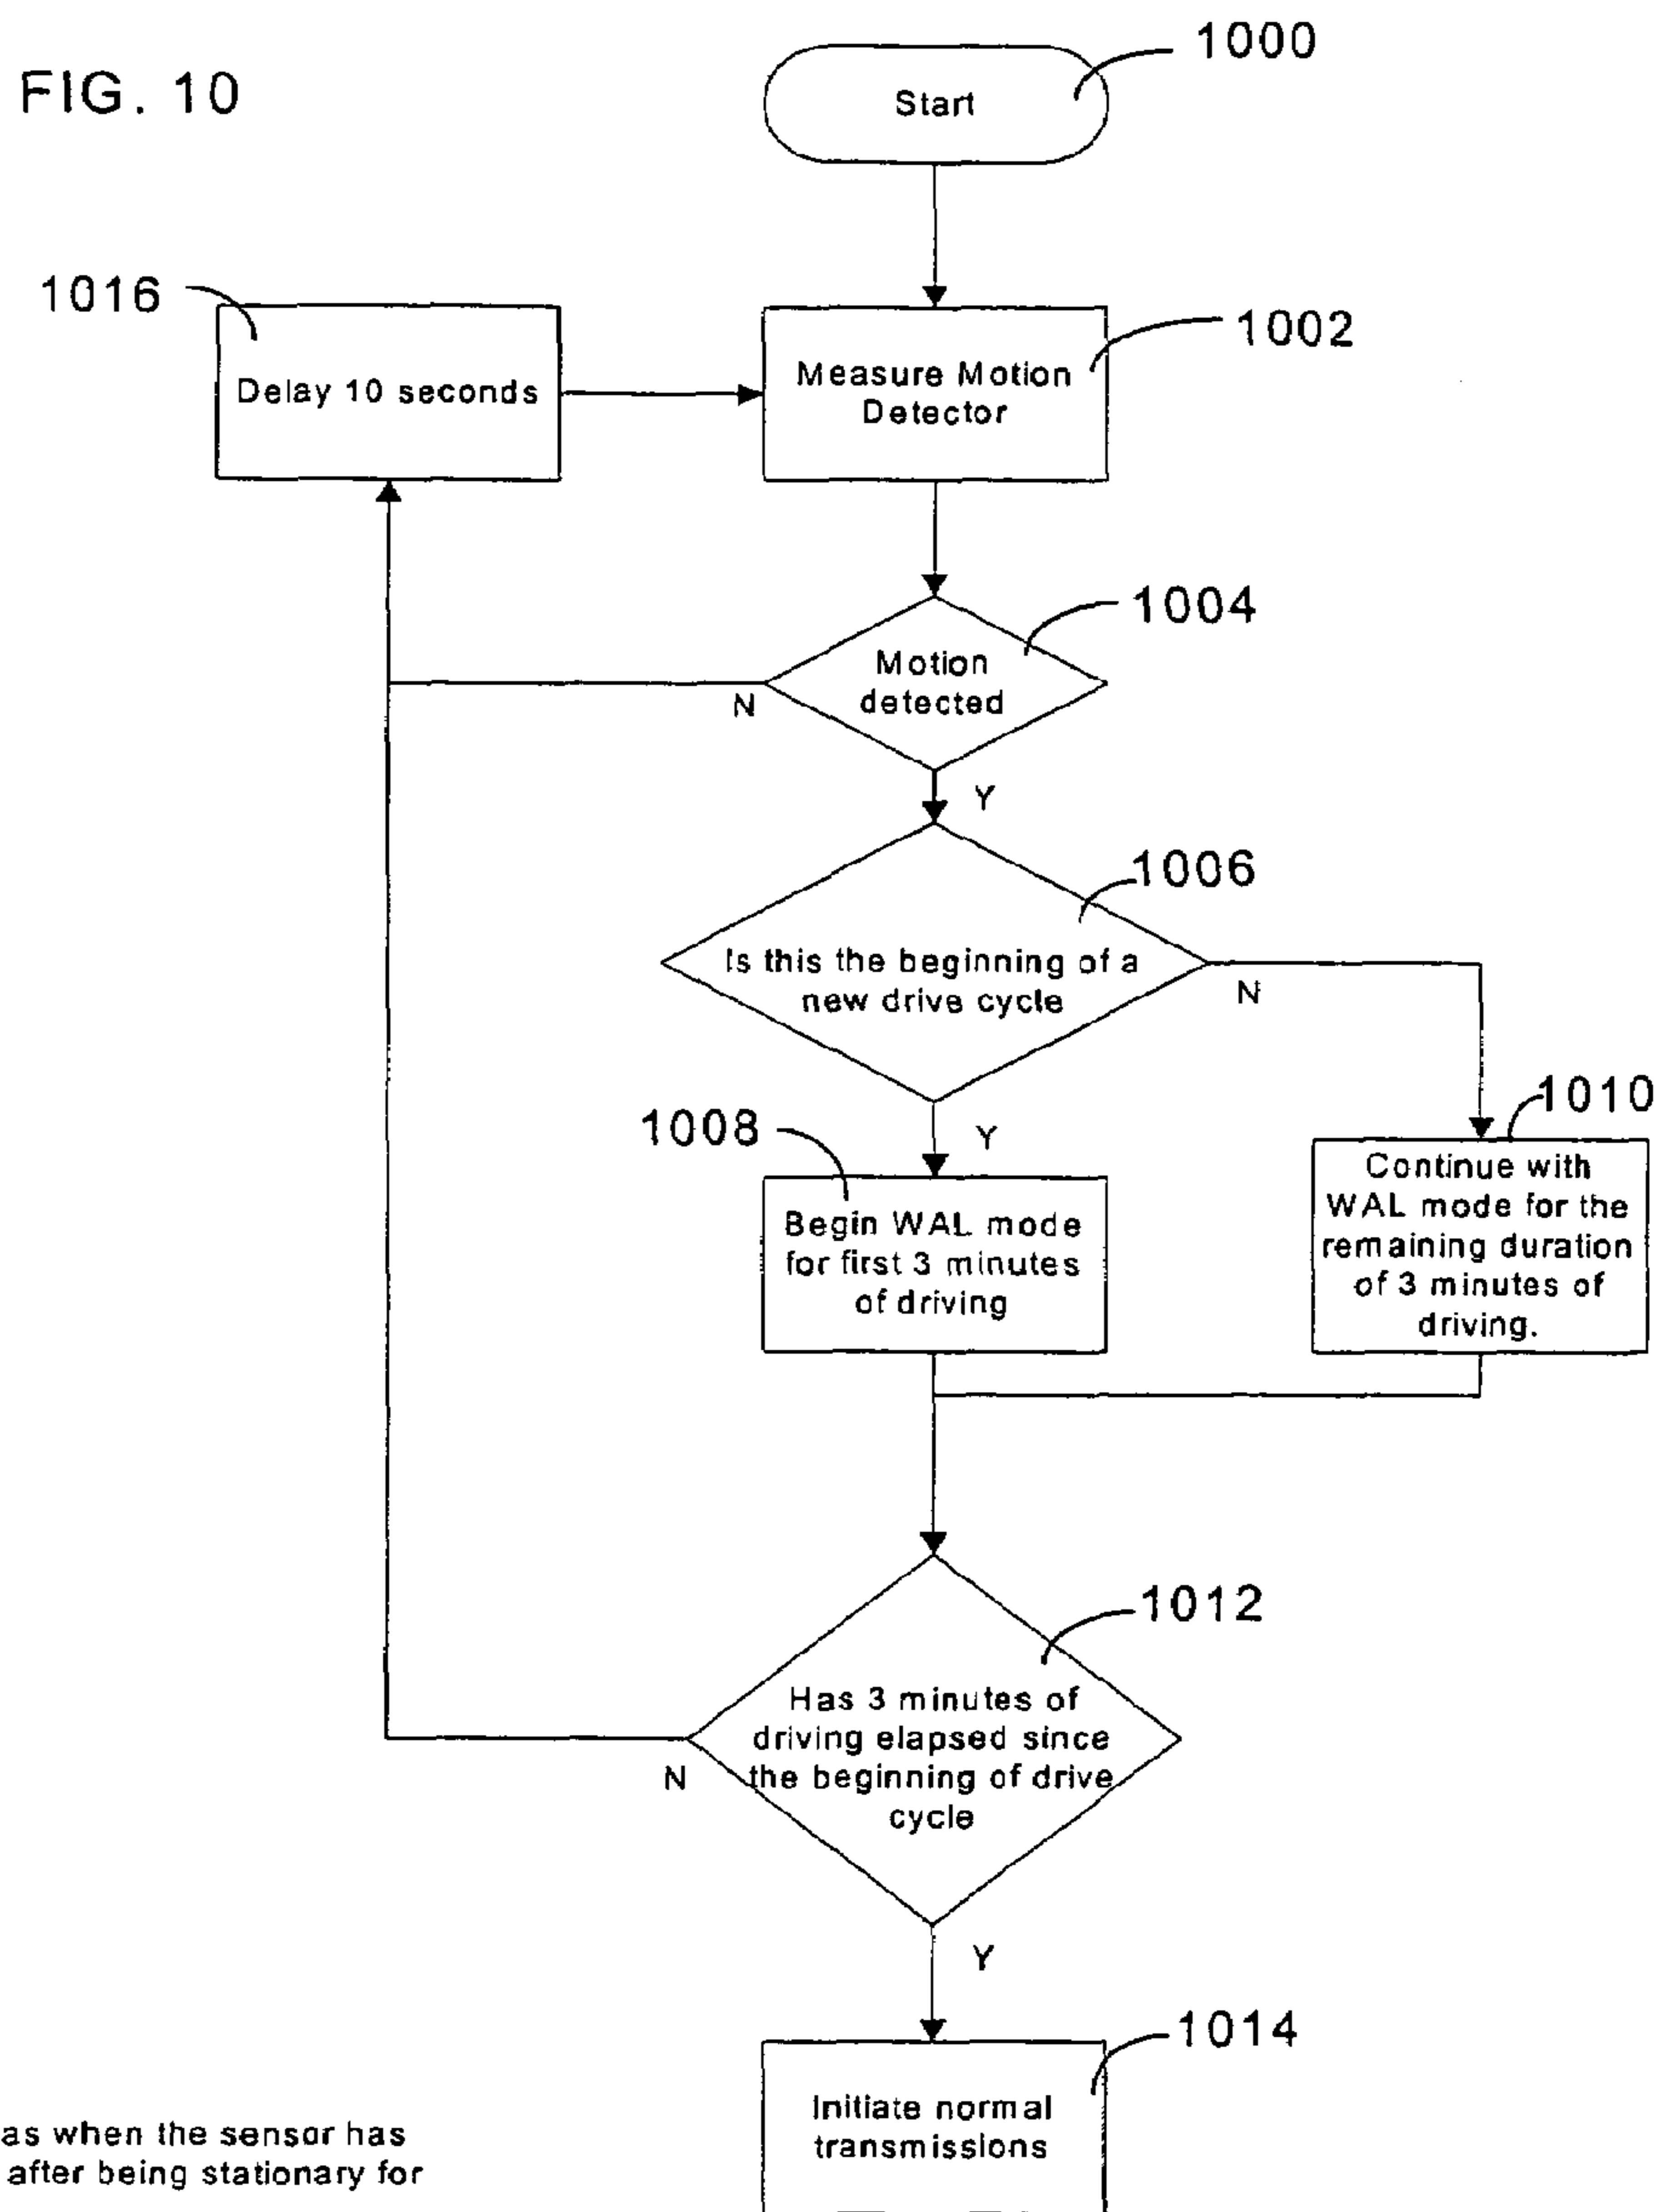 FIG. 10
1000
Start
1016
Delay 10 seconds
1002
Measure Motion
Detector
1004
Motion
detected
N
Y
1006
Is this the beginning of a
new drive cycle
N
Y
1008
Begin WAL mode
for first 3 minutes
of driving
1010
Continue with
WAL mode for the
remaining duration
of 3 minutes of
driving.
1012
Has 3 minutes of
driving elapsed since
the beginning of drive
cycle
N
Y
1014
Initiate normal
transmissions
as when the sensor has
after being stationary for